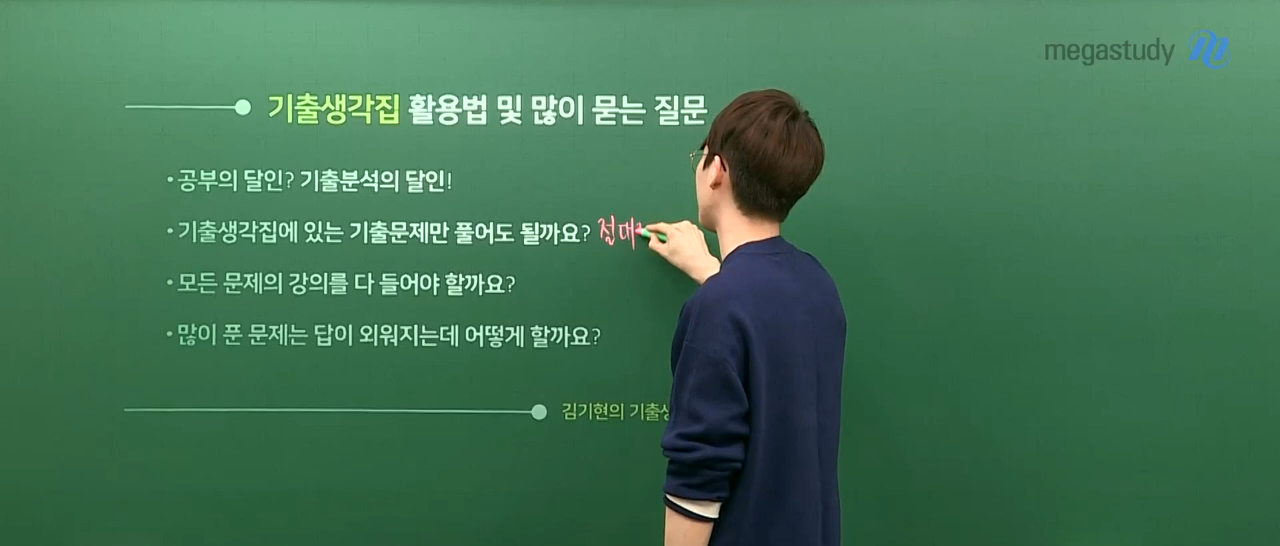 megastudy
기출생각집 활용법 및 많이 묻는 질문
• 공부의 달인? 기출분석의 달인!
• 기출생각집에 있는 기출문제만 풀어도 될까요? 절대
• 모든 문제의 강의를 다 들어야 할까요?
• 많이 푼 문제는 답이 외워지는데 어떻게 할까요?
김기현의 기출생